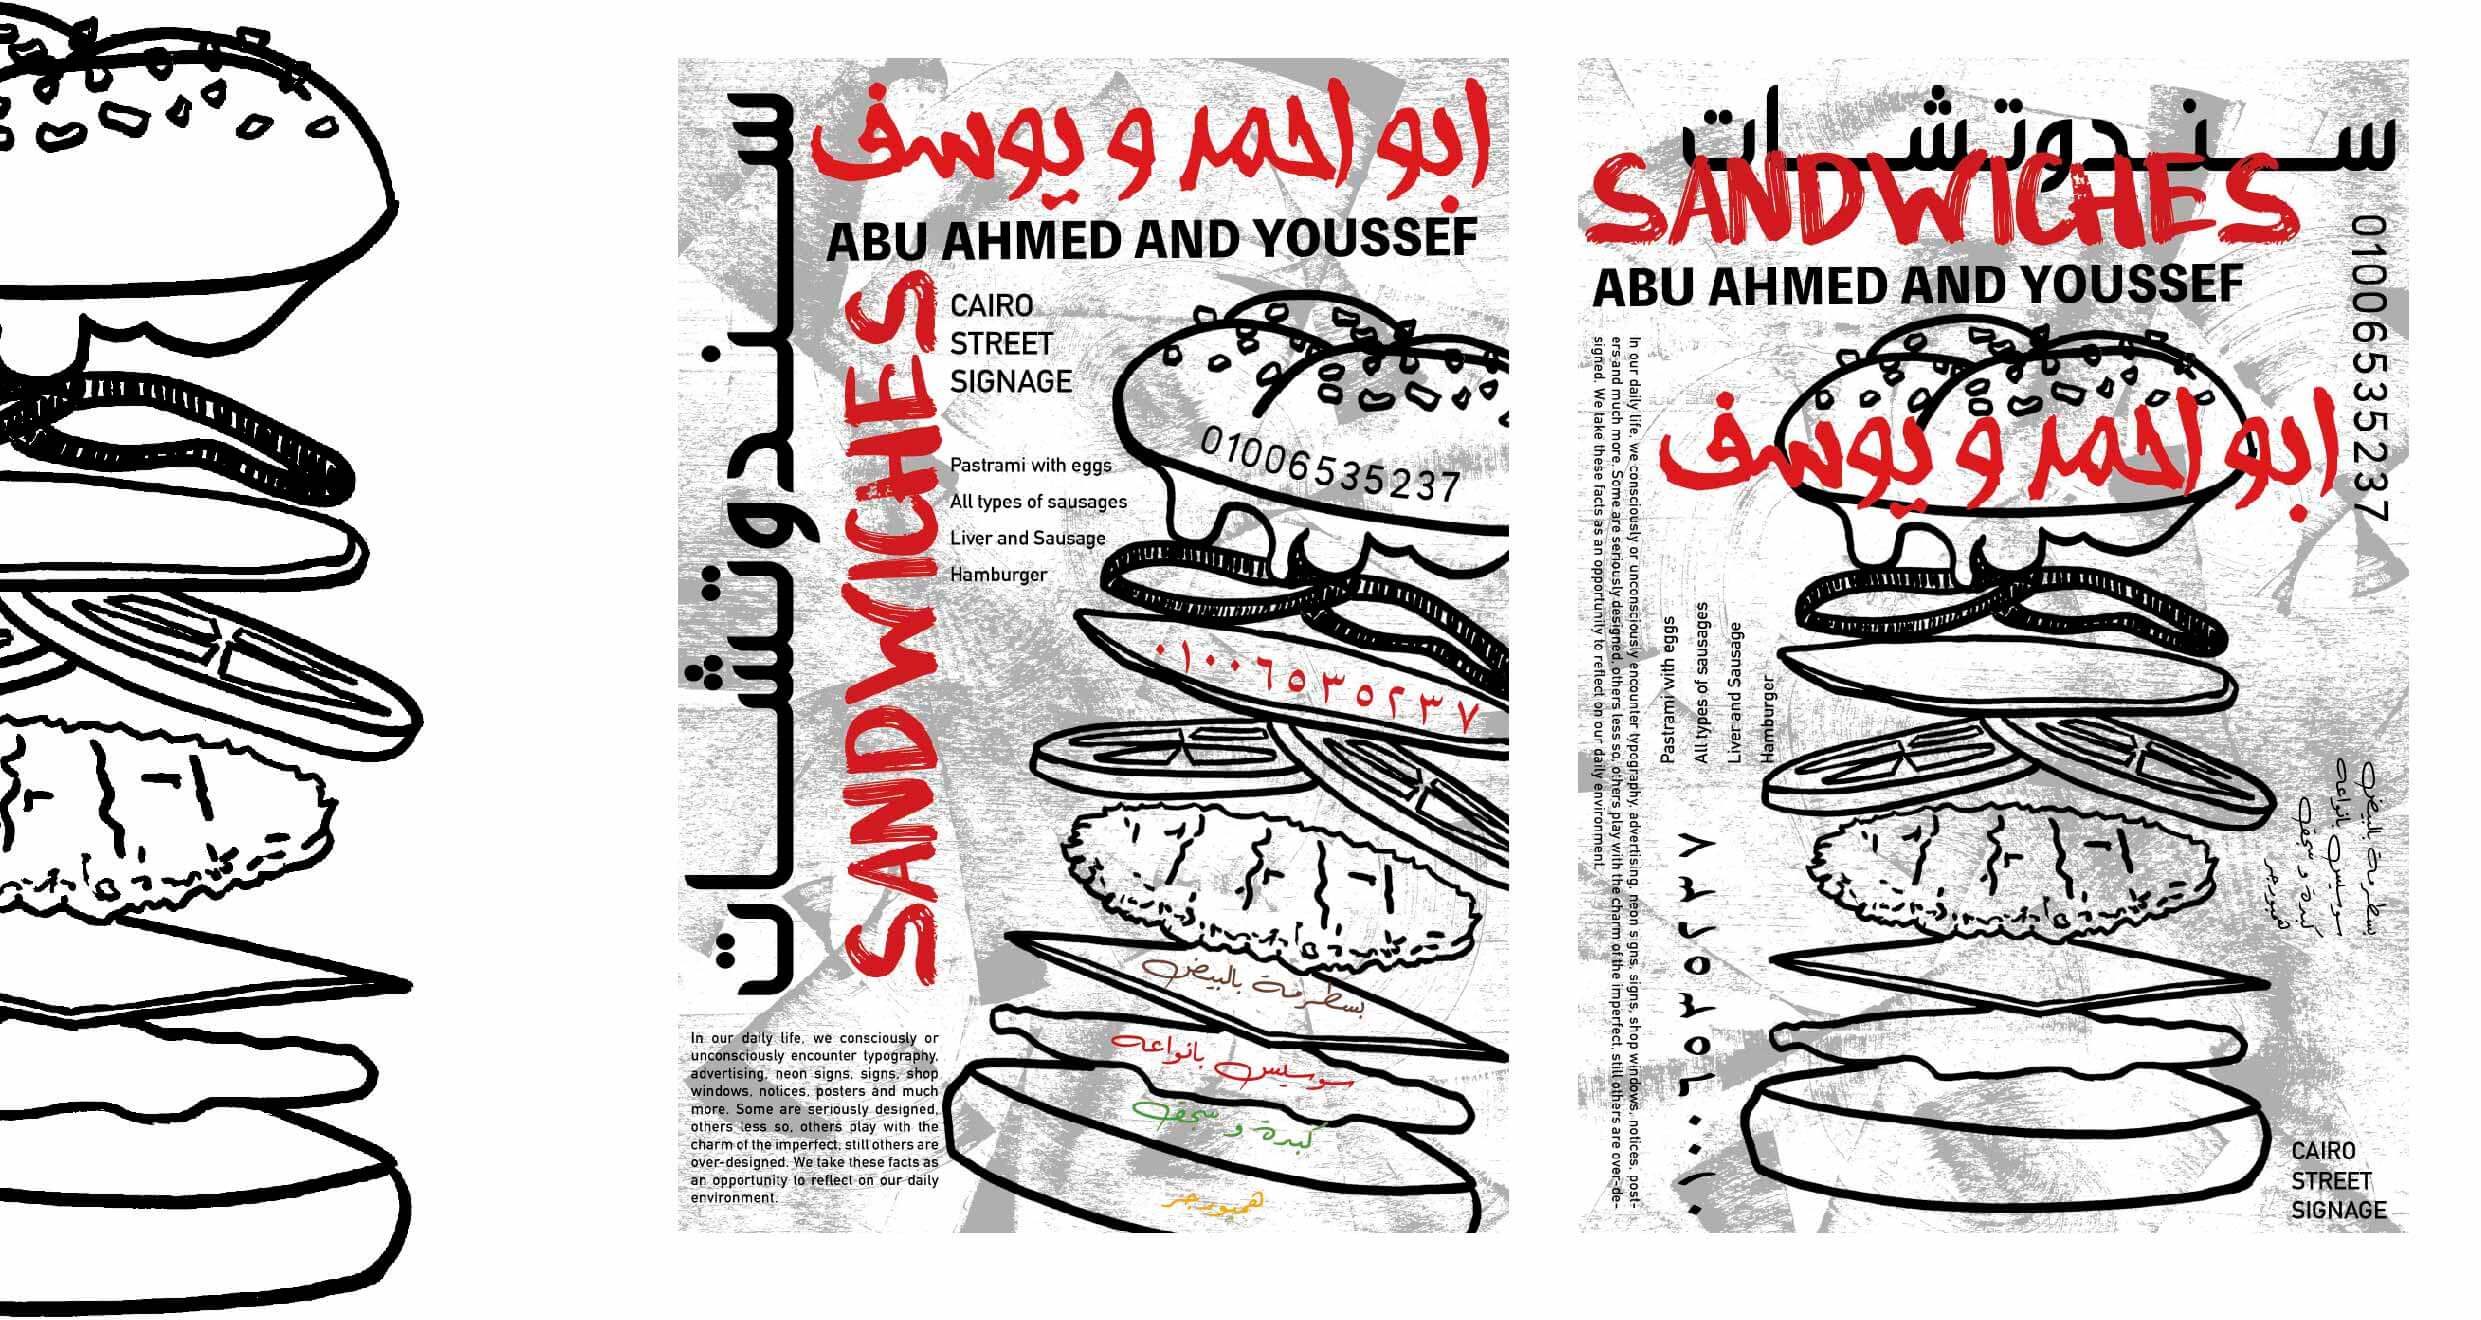 سندوتشات
ابو احمد و يوسف
ABU AHMED AND YOUSSEF
SANDWICHES
CAIRO
STREET
SIGNAGE
Pastrami with eggs
All types of sausages
Liver and Sausage
Hamburger
01006535237
٠١٠٠٦٥٣٥٢٣٧
بسطرمة بالبيض
سوسيس بانواعه
كبدة و سجق
همبورجر
In our daily life, we consciously or
unconsciously encounter typography,
advertising, neon signs, signs, shop
windows, notices, posters and much
more. Some are seriously designed,
others less so, others play with the
charm of the imperfect, still others are
over-designed. We take these facts as
an opportunity to reflect on our daily
environment.
سندوتشات
SANDWICHES
ABU AHMED AND YOUSSEF
01006535237
ابو احمد و يوسف
In our daily life, we consciously or unconsciously encounter typography, advertising, neon signs, signs, shop windows, notices, post-
ers and much more. Some are seriously designed, others less so, others play with the charm of the imperfect, still others are over-de-
signed. We take these facts as an opportunity to reflect on our daily environment.
Pastrami with eggs
All types of sausages
Liver and Sausage
Hamburger
٠١٠٠٦٥٣٥٢٣٧
بسطرمة بالبيض
سوسيس بانواعه
كبدة و سجق
همبورجر
CAIRO
STREET
SIGNAGE